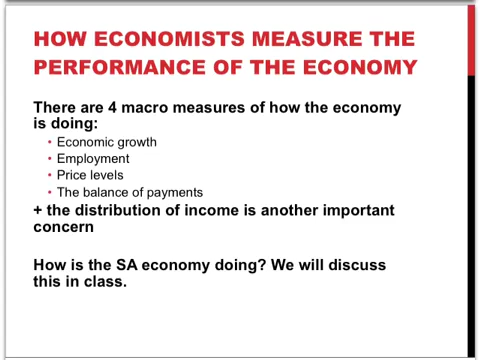 HOW ECONOMISTS MEASURE THE
PERFORMANCE OF THE ECONOMY
There are 4 macro measures of how the economy
is doing:
• Economic growth
• Employment
• Price levels
• The balance of payments
+ the distribution of income is another important
concern
How is the SA economy doing? We will discuss
this in class.